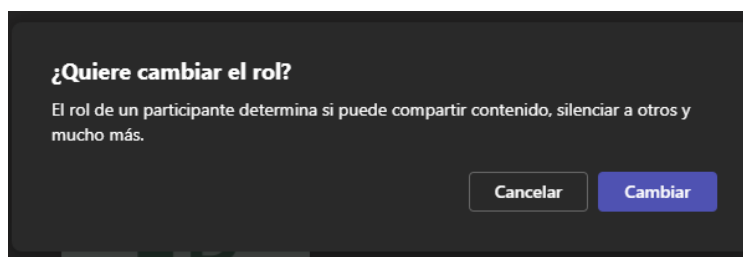 ¿Quiere cambiar el rol?
El rol de un participante determina si puede compartir contenido, silenciar a otros y
mucho más.
Cancelar
Cambiar